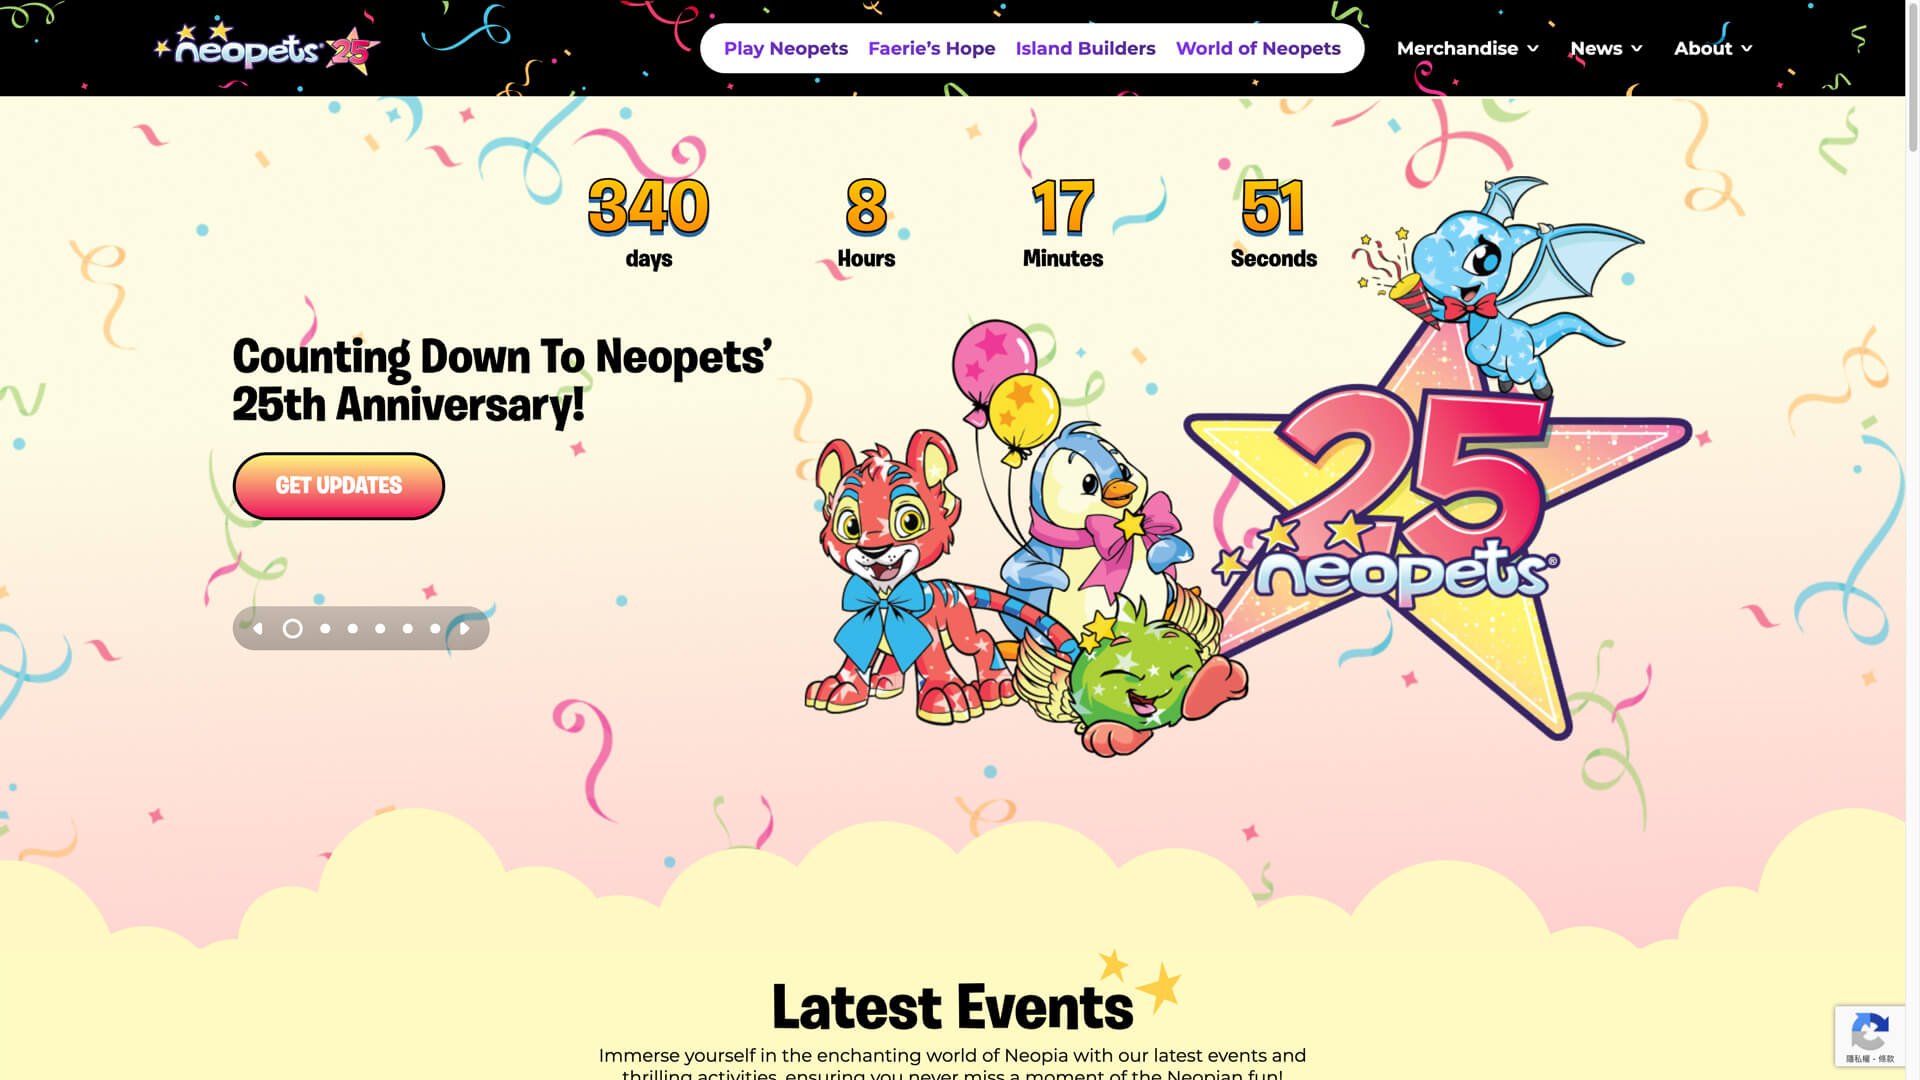 neopets 25
Play Neopets Faerie's Hope Island Builders World of Neopets Merchandise News About
340 8 17 51
days Hours Minutes Seconds
Counting Down To Neopets’
25th Anniversary!
GET UPDATES
25
neopets®
Latest Events
Immerse yourself in the enchanting world of Neopia with our latest events and
thrilling activities, ensuring you never miss a moment of the Neopian fun!
隱私權 - 條款